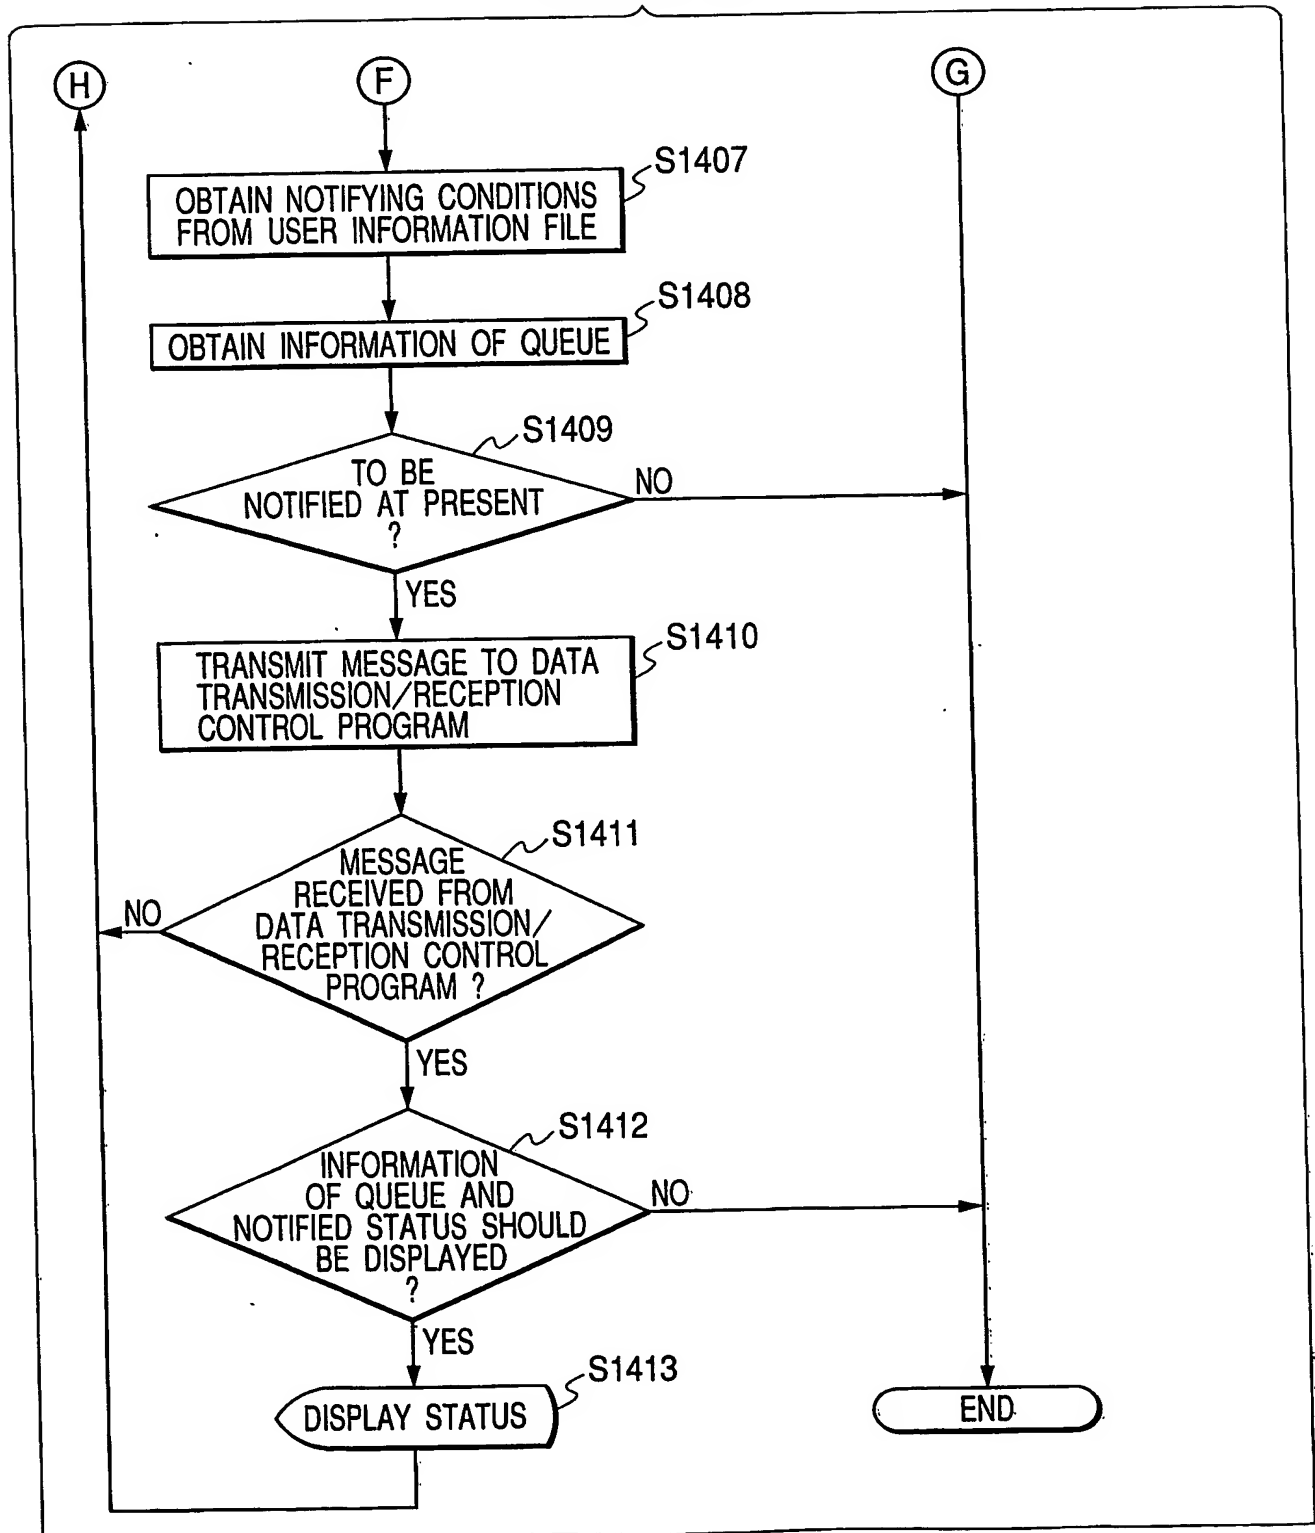 H
F
G
S1407
OBTAIN NOTIFYING CONDITIONS
FROM USER INFORMATION FILE
S1408
OBTAIN INFORMATION OF QUEUE
S1409
TO BE
NOTIFIED AT PRESENT
?
NO
YES
S1410
TRANSMIT MESSAGE TO DATA
TRANSMISSION/RECEPTION
CONTROL PROGRAM
S1411
MESSAGE
RECEIVED FROM
DATA TRANSMISSION/
RECEPTION CONTROL
PROGRAM ?
NO
YES
S1412
INFORMATION
OF QUEUE AND
NOTIFIED STATUS SHOULD
BE DISPLAYED
?
NO
YES
S1413
DISPLAY STATUS
END